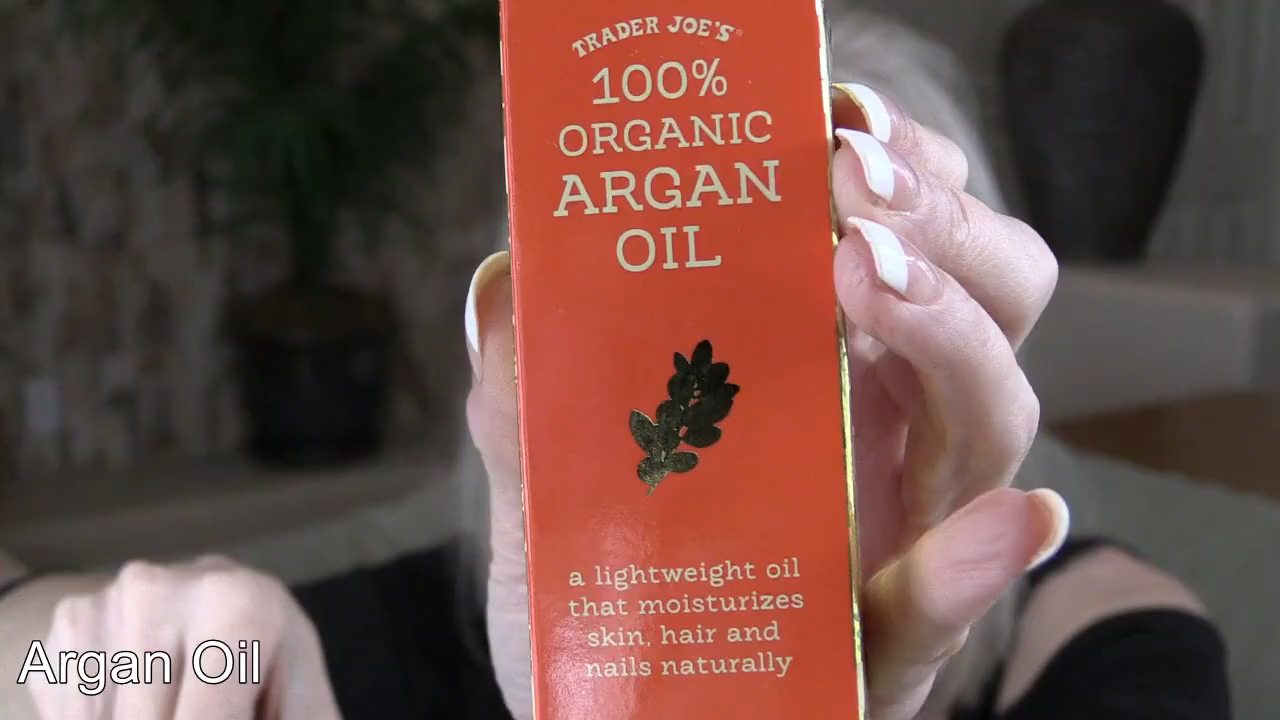 TRADER JOE'S®
100%
ORGANIC
ARGAN
OIL
a lightweight oil
that moisturizes
skin, hair and
nails naturally
Argan Oil